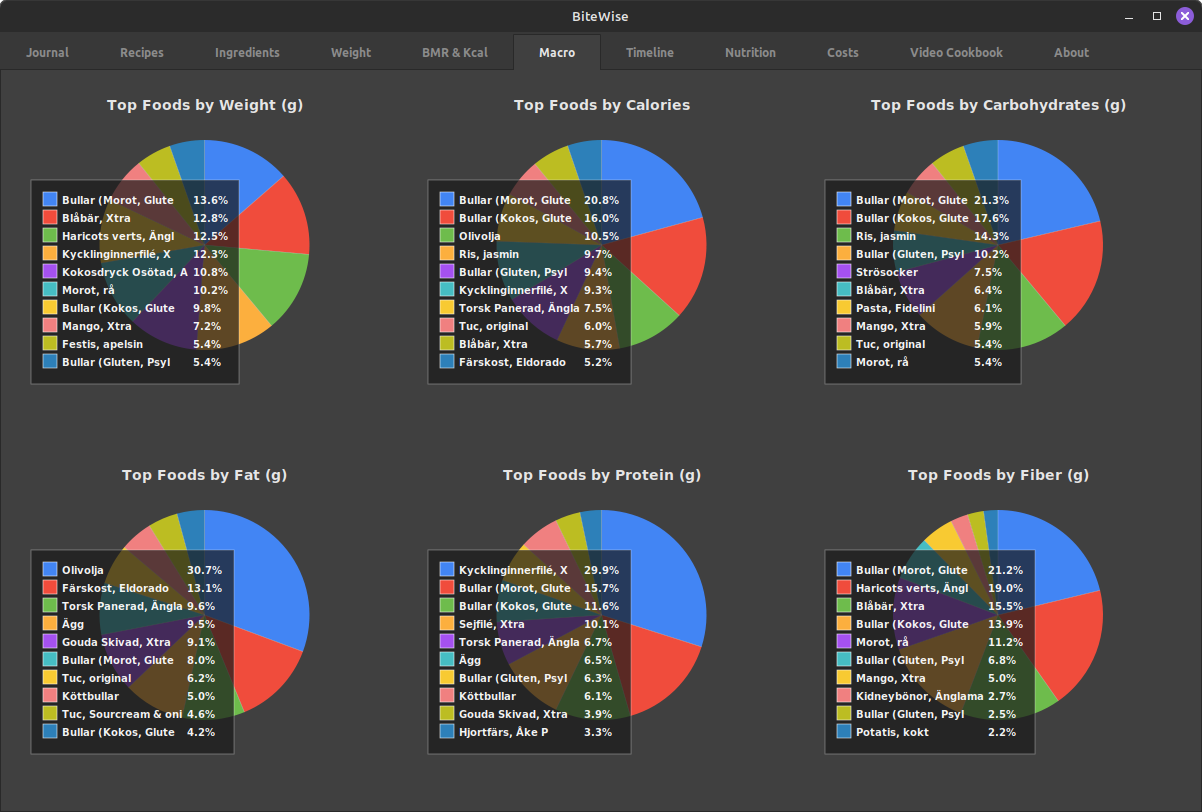 BiteWise
Journal Recipes Ingredients Weight BMR & Kcal Macro Timeline Nutrition Costs Video Cookbook About
Top Foods by Weight (g)
Bullar (Morot, Glute 13.6%
Blåbär, Xtra 12.8%
Haricots verts, Ängl 12.5%
Kycklinginnerfilé, X 12.3%
Kokosdryck Osötad, A 10.8%
Morot, rå 10.2%
Bullar (Kokos, Glute 9.8%
Mango, Xtra 7.2%
Festis, apelsin 5.4%
Bullar (Gluten, Psyl 5.4%
Top Foods by Calories
Bullar (Morot, Glute 20.8%
Bullar (Kokos, Glute 16.0%
Olivolja 10.5%
Ris, jasmin 9.7%
Bullar (Gluten, Psyl 9.4%
Kycklinginnerfilé, X 9.3%
Torsk Panerad, Ängla 7.5%
Tuc, original 6.0%
Blåbär, Xtra 5.7%
Färskost, Eldorado 5.2%
Top Foods by Carbohydrates (g)
Bullar (Morot, Glute 21.3%
Bullar (Kokos, Glute 17.6%
Ris, jasmin 14.3%
Bullar (Gluten, Psyl 10.2%
Strösocker 7.5%
Blåbär, Xtra 6.4%
Pasta, Fidelini 6.1%
Mango, Xtra 5.9%
Tuc, original 5.4%
Morot, rå 5.4%
Top Foods by Fat (g)
Olivolja 30.7%
Färskost, Eldorado 13.1%
Torsk Panerad, Ängla 9.6%
Ägg 9.5%
Gouda Skivad, Xtra 9.1%
Bullar (Morot, Glute 8.0%
Tuc, original 6.2%
Köttbullar 5.0%
Tuc, Sourcream & oni 4.6%
Bullar (Kokos, Glute 4.2%
Top Foods by Protein (g)
Kycklinginnerfilé, X 29.9%
Bullar (Morot, Glute 15.7%
Bullar (Kokos, Glute 11.6%
Sejfilé, Xtra 10.1%
Torsk Panerad, Ängla 6.7%
Ägg 6.5%
Bullar (Gluten, Psyl 6.3%
Köttbullar 6.1%
Gouda Skivad, Xtra 3.9%
Hjortfärs, Åke P 3.3%
Top Foods by Fiber (g)
Bullar (Morot, Glute 21.2%
Haricots verts, Ängl 19.0%
Blåbär, Xtra 15.5%
Bullar (Kokos, Glute 13.9%
Morot, rå 11.2%
Bullar (Gluten, Psyl 6.8%
Mango, Xtra 5.0%
Kidneybönor, Änglama 2.7%
Bullar (Gluten, Psyl 2.5%
Potatis, kokt 2.2%